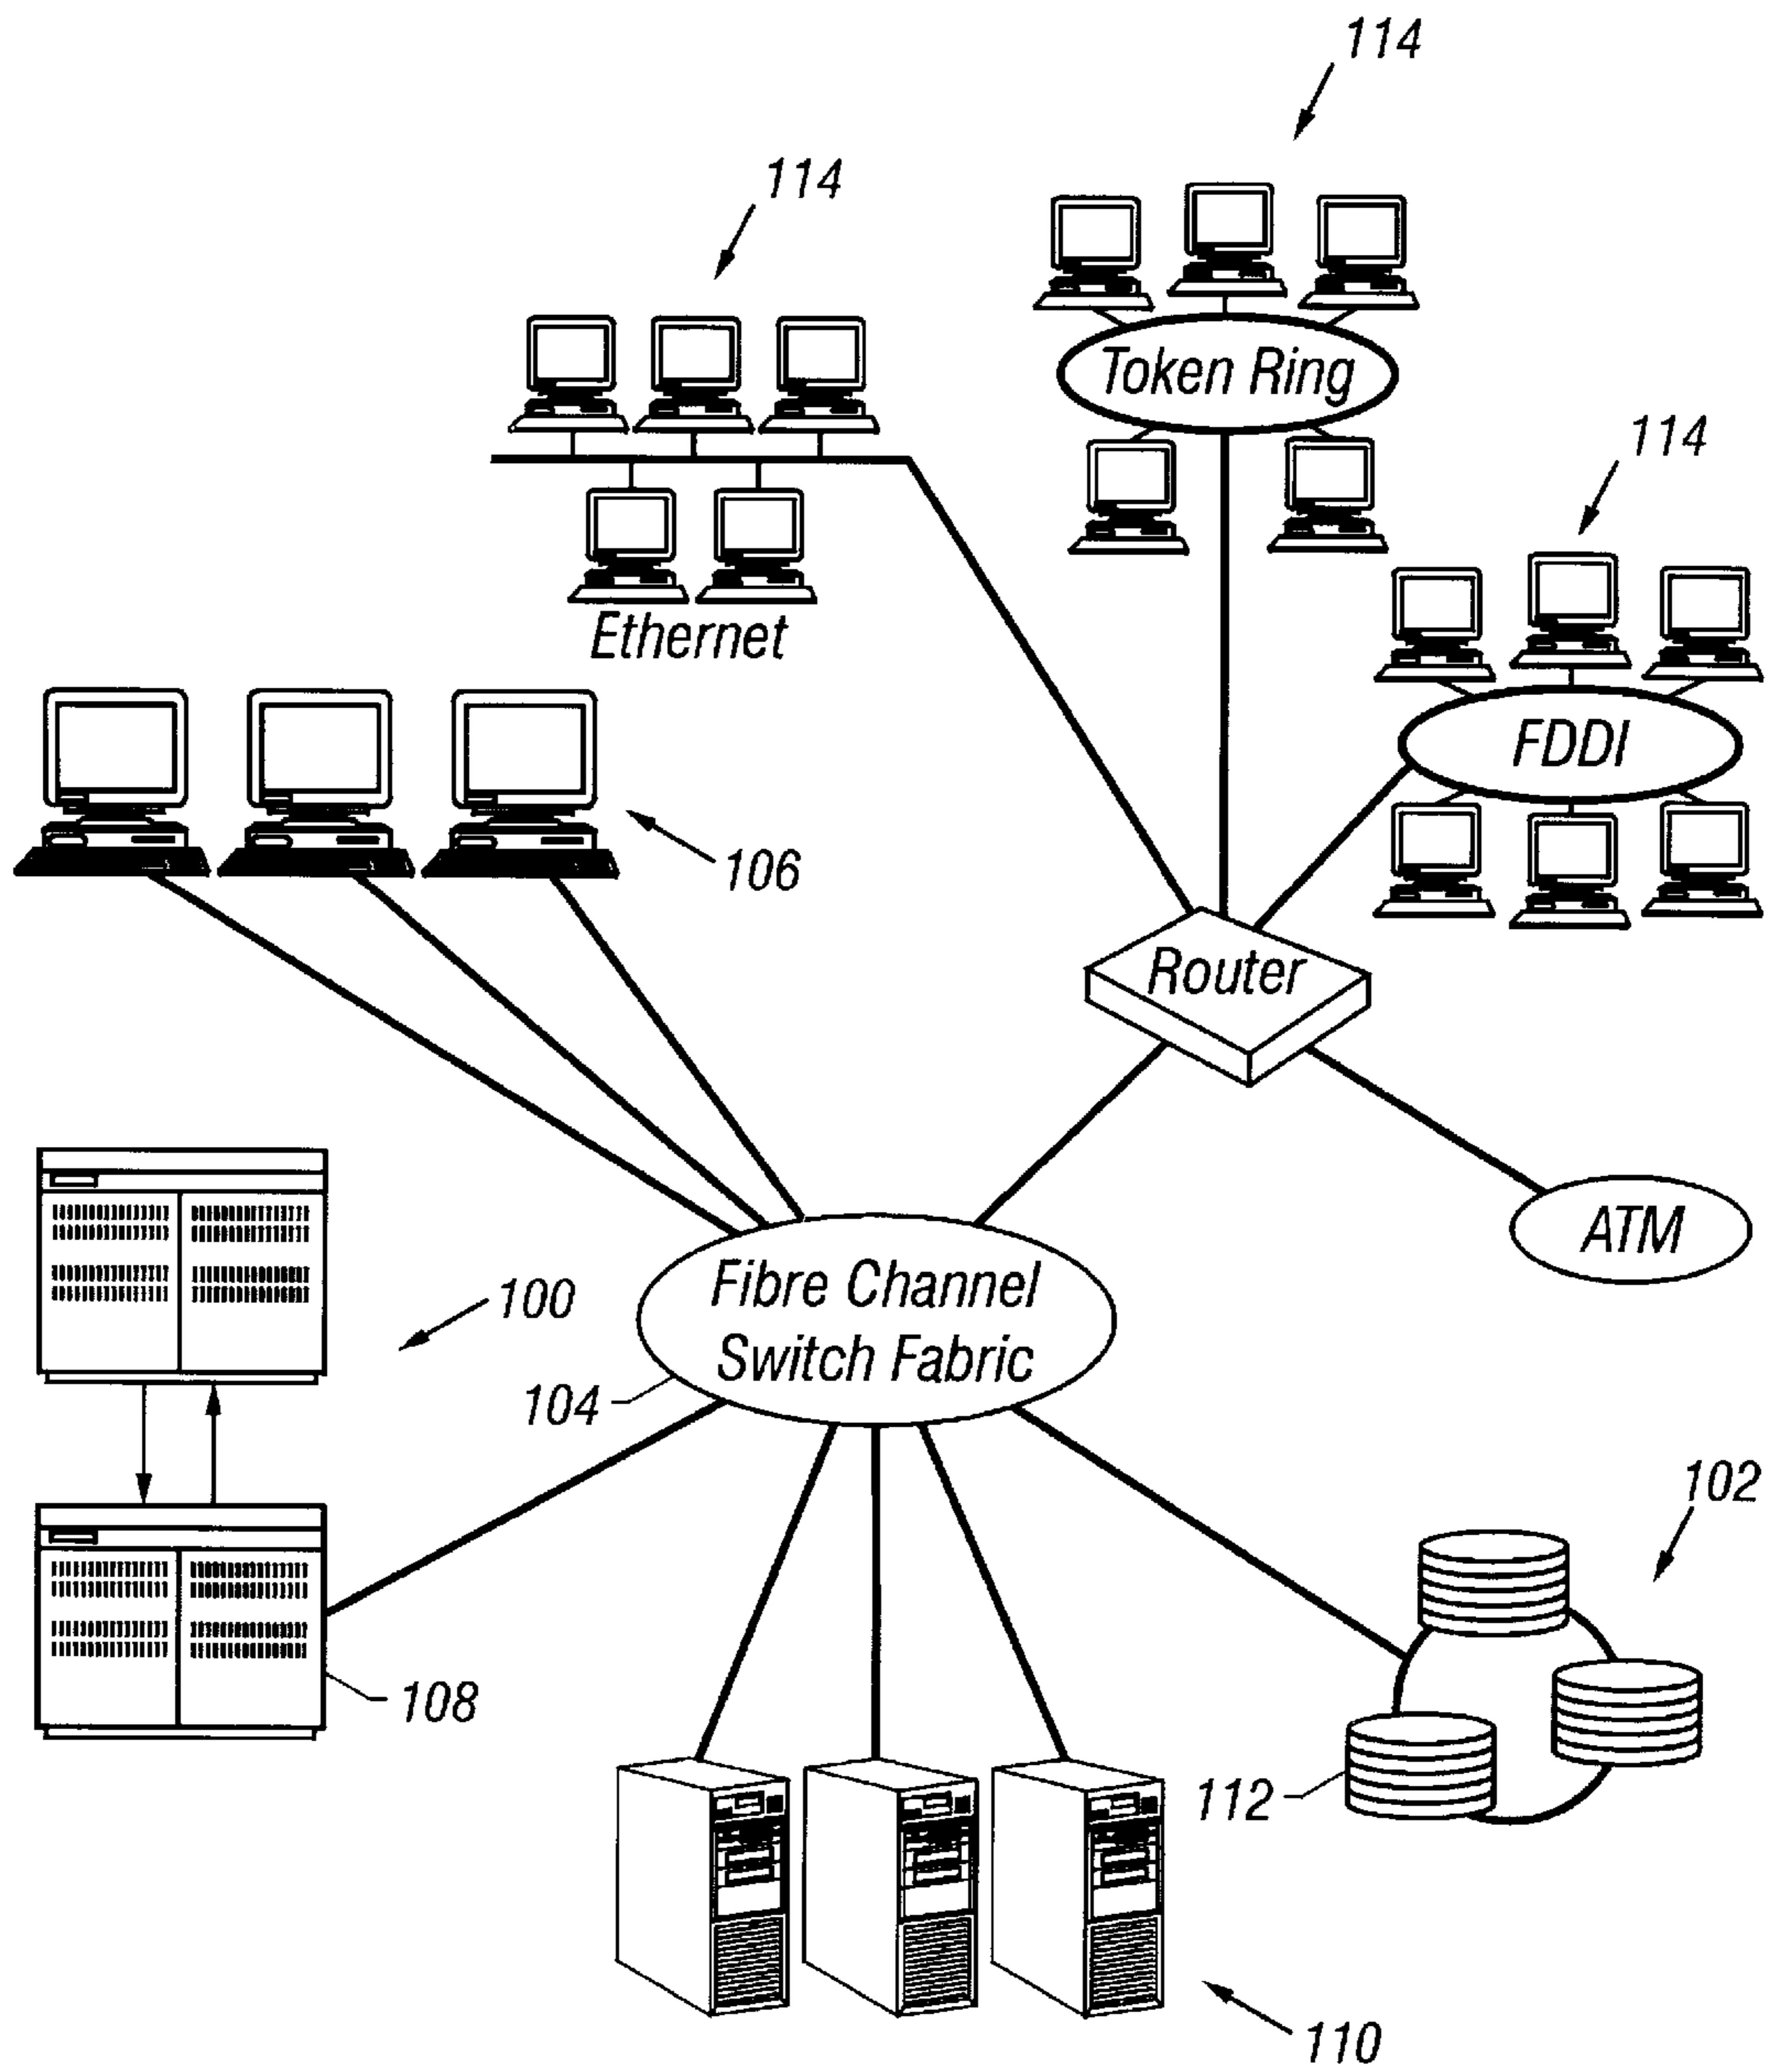 114
114
Token Ring
114
Ethernet
FDDI
106
Router
ATM
100
Fibre Channel
Switch Fabric
104
102
108
112
110